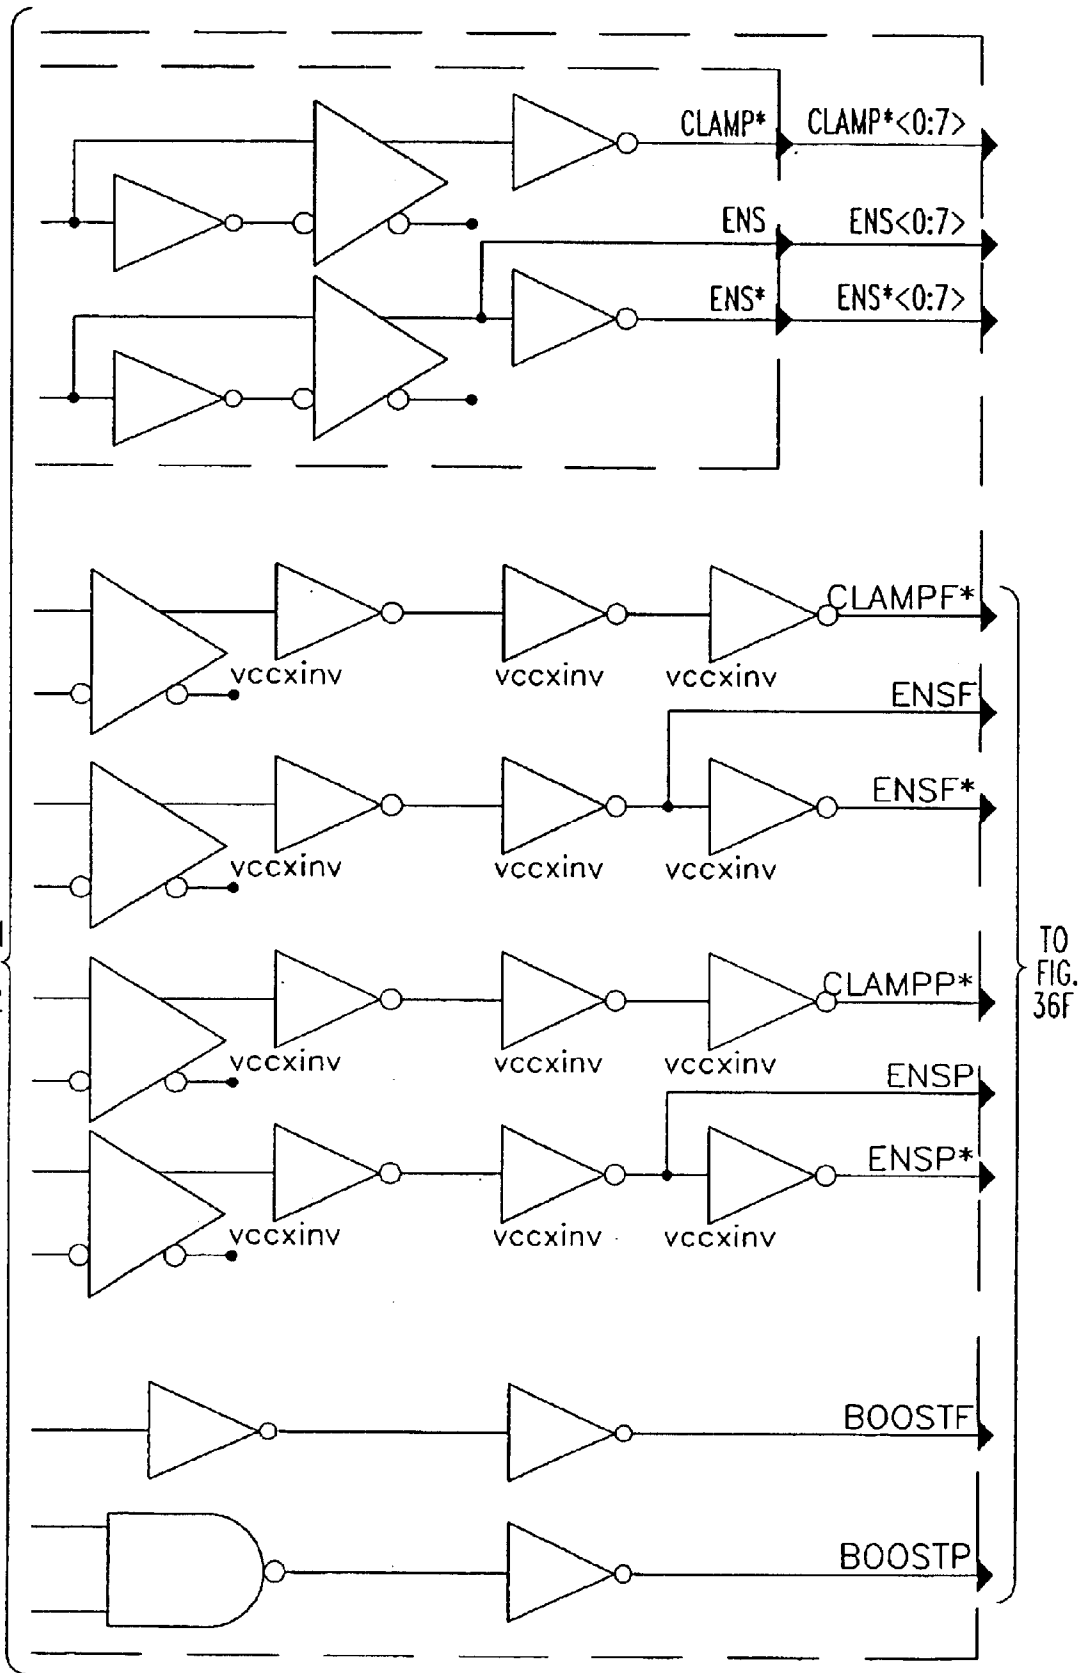 CLAMP* CLAMP*<0:7>
ENS ENS<0:7>
ENS* ENS*<0:7>
CLAMPF*
vccxinv vccxinv vccxinv
ENSF
ENSF*
vccxinv vccxinv vccxinv
CLAMPP*
vccxinv vccxinv vccxinv
ENSP
ENSP*
vccxinv vccxinv vccxinv
BOOSTF
BOOSTP
TO
FIG.
36F